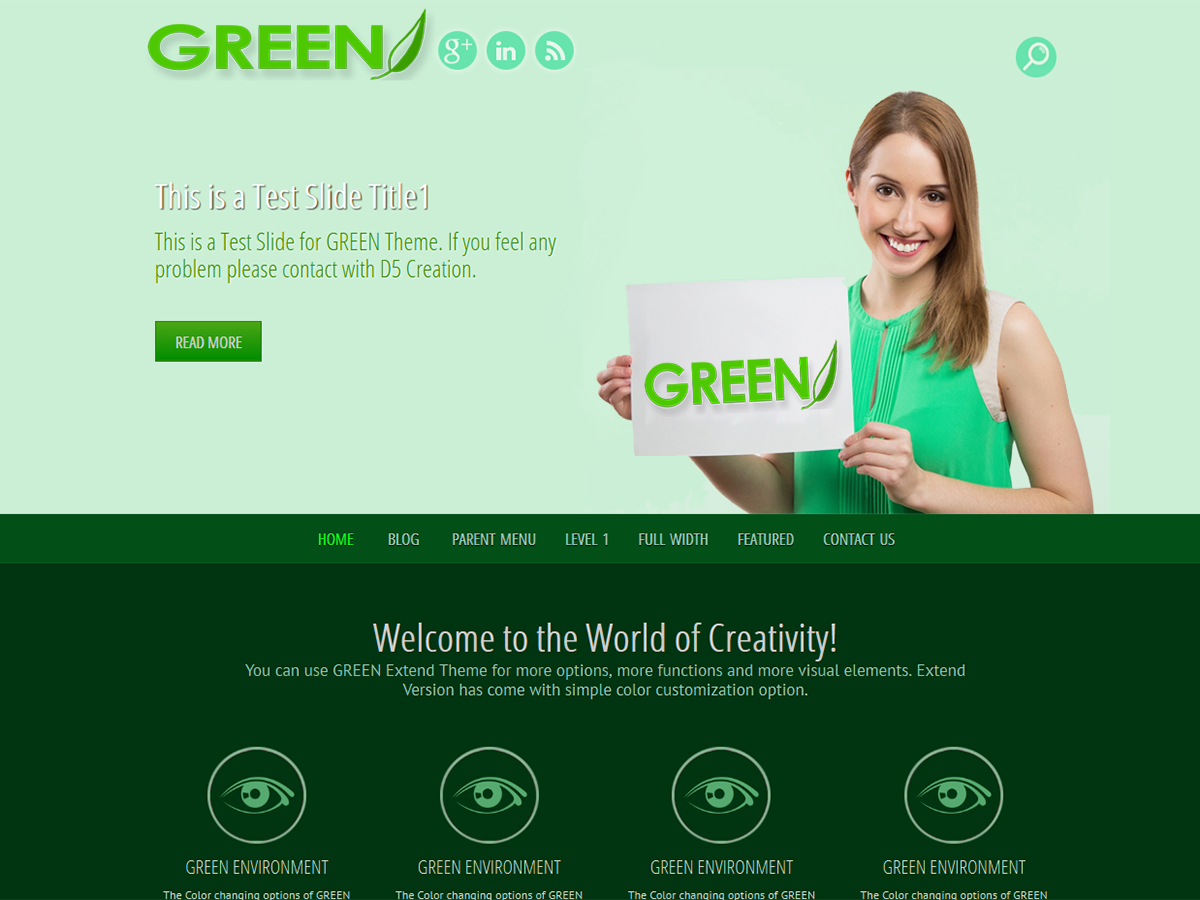 GREEN
g+ in
This is a Test Slide Title1
This is a Test Slide for GREEN Theme. If you feel any
problem please contact with D5 Creation.
READ MORE
GREEN
HOME BLOG PARENT MENU LEVEL 1 FULL WIDTH FEATURED CONTACT US
Welcome to the World of Creativity!
You can use GREEN Extend Theme for more options, more functions and more visual elements. Extend
Version has come with simple color customization option.
GREEN ENVIRONMENT GREEN ENVIRONMENT GREEN ENVIRONMENT GREEN ENVIRONMENT
The Color changing options of GREEN The Color changing options of GREEN The Color changing options of GREEN The Color changing options of GREEN